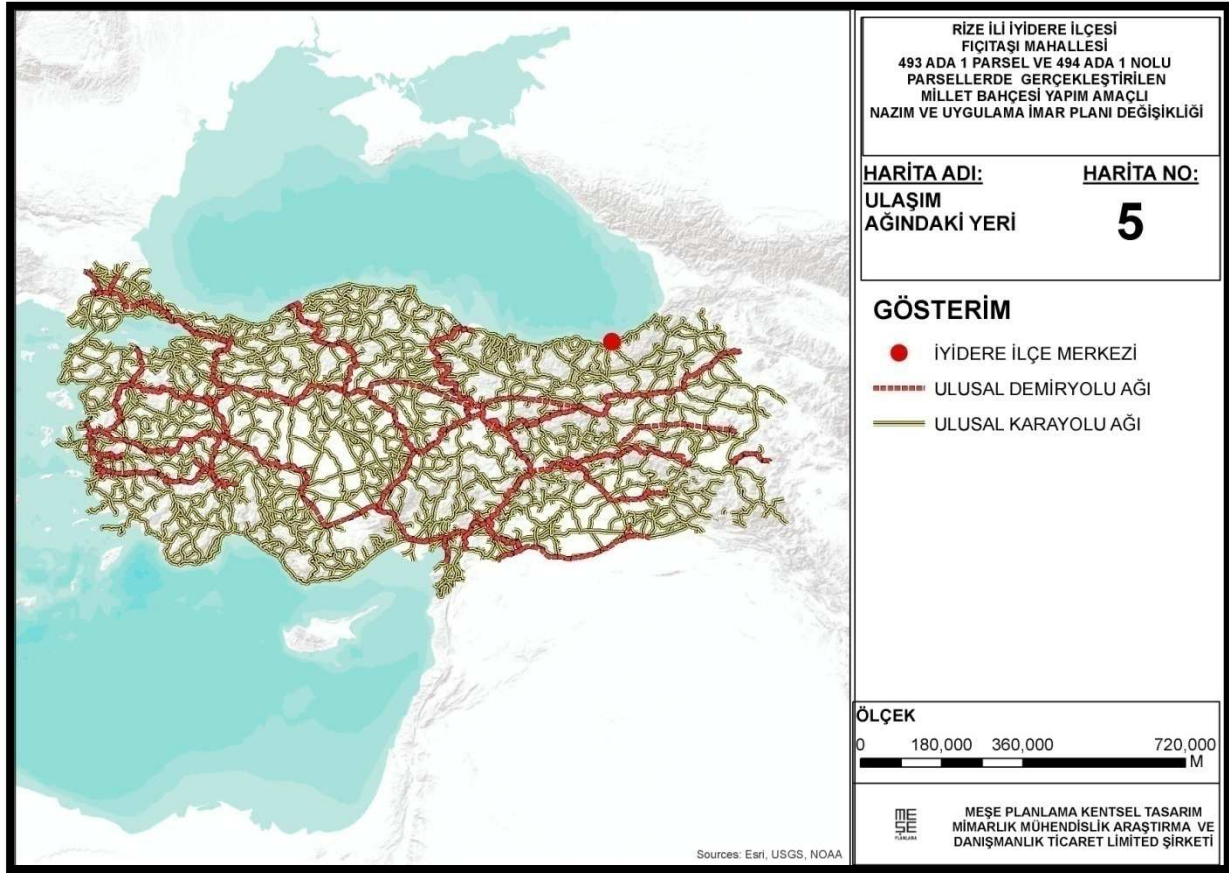 RİZE İLİ İYİDERE İLÇESİ
FIÇITAŞI MAHALLESİ
493 ADA 1 PARSEL VE 494 ADA 1 NOLU
PARSELLERDE GERÇEKLEŞTİRİLEN
MİLLET BAHÇESİ YAPIM AMAÇLI
NAZIM VE UYGULAMA İMAR PLANI DEĞİŞİKLİĞİ
HARİTA ADI:
ULAŞIM
AĞINDAKİ YERİ
HARİTA NO:
5
GÖSTERİM
İYİDERE İLÇE MERKEZİ
ULUSAL DEMİRYOLU AĞI
ULUSAL KARAYOLU AĞI
ÖLÇEK
0 180,000 360,000 720,000
M
MEŞE
PLANLAMA
MEŞE PLANLAMA KENTSEL TASARIM
MİMARLIK MÜHENDİSLİK ARAŞTIRMA VE
DANIŞMANLIK TİCARET LİMİTED ŞİRKETİ
Sources: Esri, USGS, NOAA